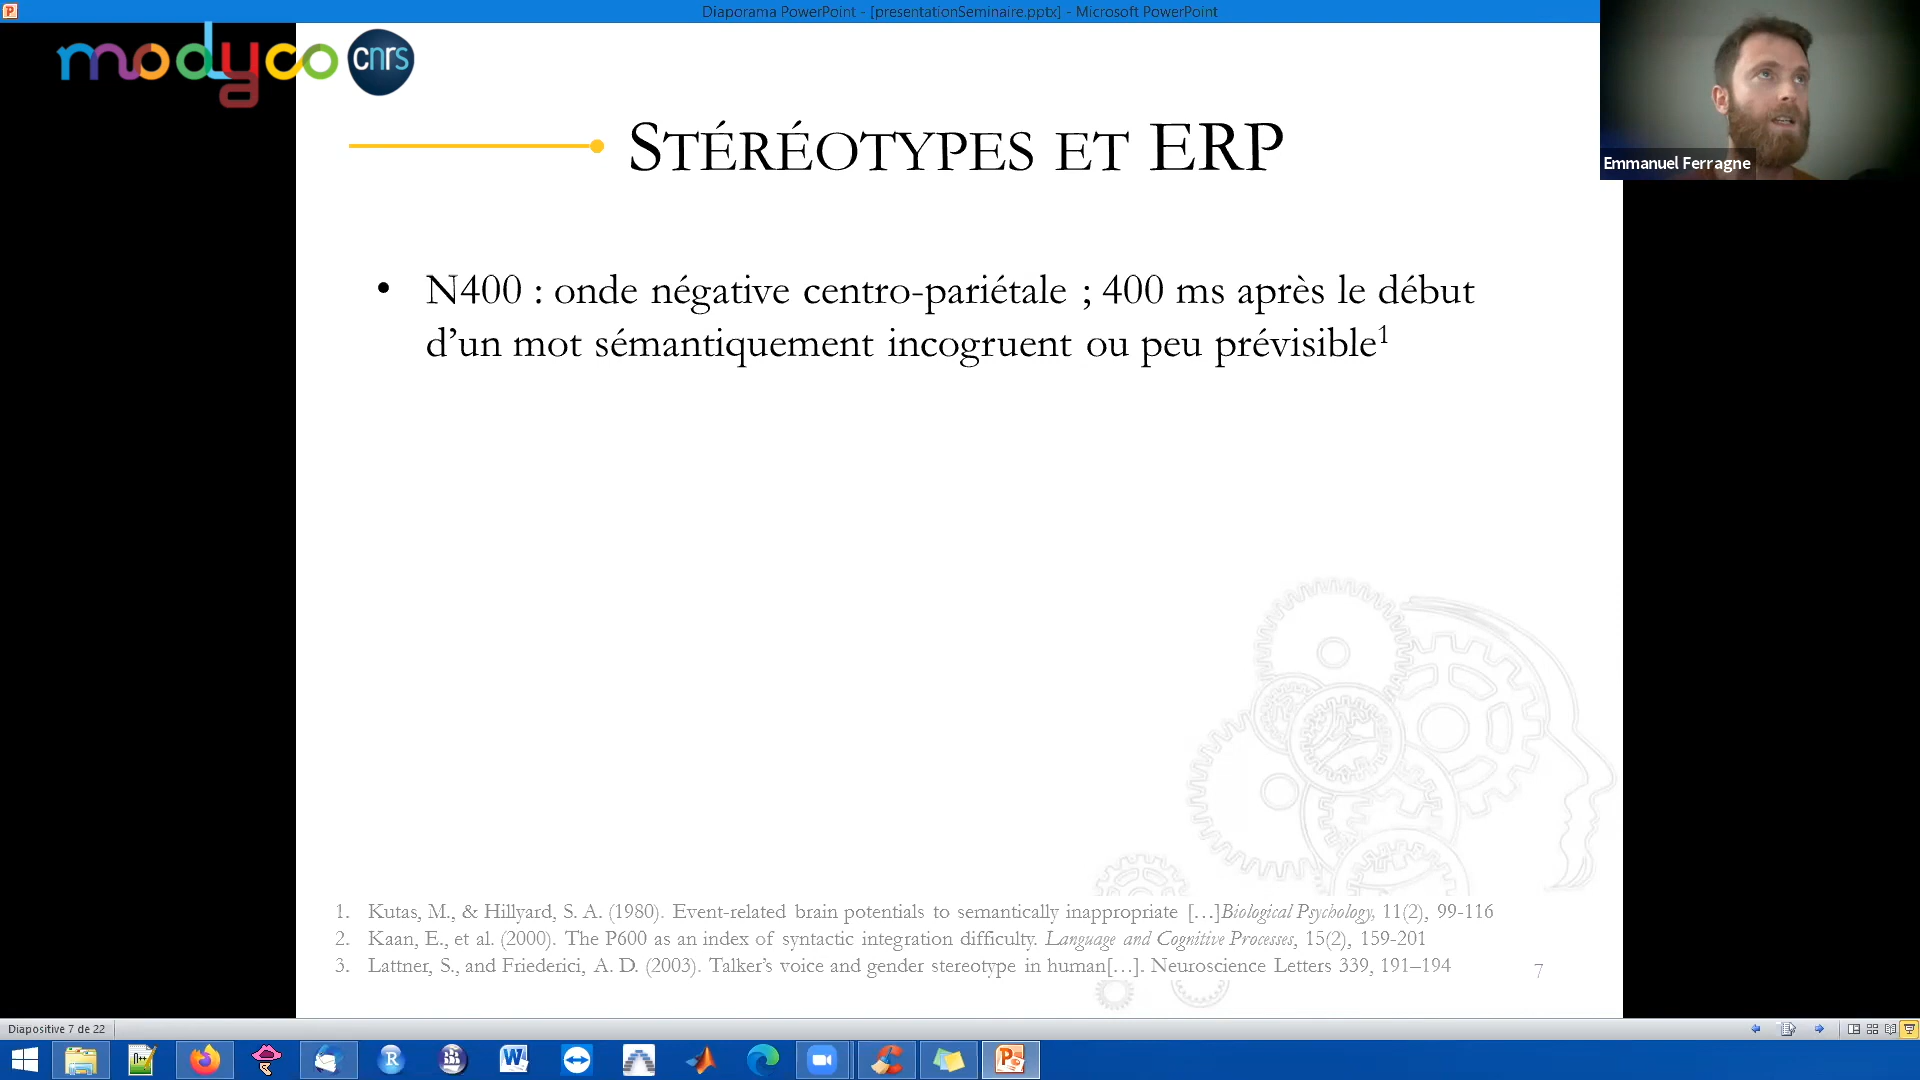 Diaporama PowerPoint - [presentationSeminaire.pptx] - Microsoft PowerPoint
modyco cnrs
Emmanuel Ferragne
STÉRÉOTYPES ET ERP
• N400 : onde négative centro-pariétale ; 400 ms après le début
d’un mot sémantiquement incogruent ou peu prévisible1
1. Kutas, M., & Hillyard, S. A. (1980). Event-related brain potentials to semantically inappropriate […]Biological Psychology, 11(2), 99-116
2. Kaan, E., et al. (2000). The P600 as an index of syntactic integration difficulty. Language and Cognitive Processes, 15(2), 159-201
3. Lattner, S., and Friederici, A. D. (2003). Talker’s voice and gender stereotype in human[…]. Neuroscience Letters 339, 191–194
7
Diapositive 7 de 22